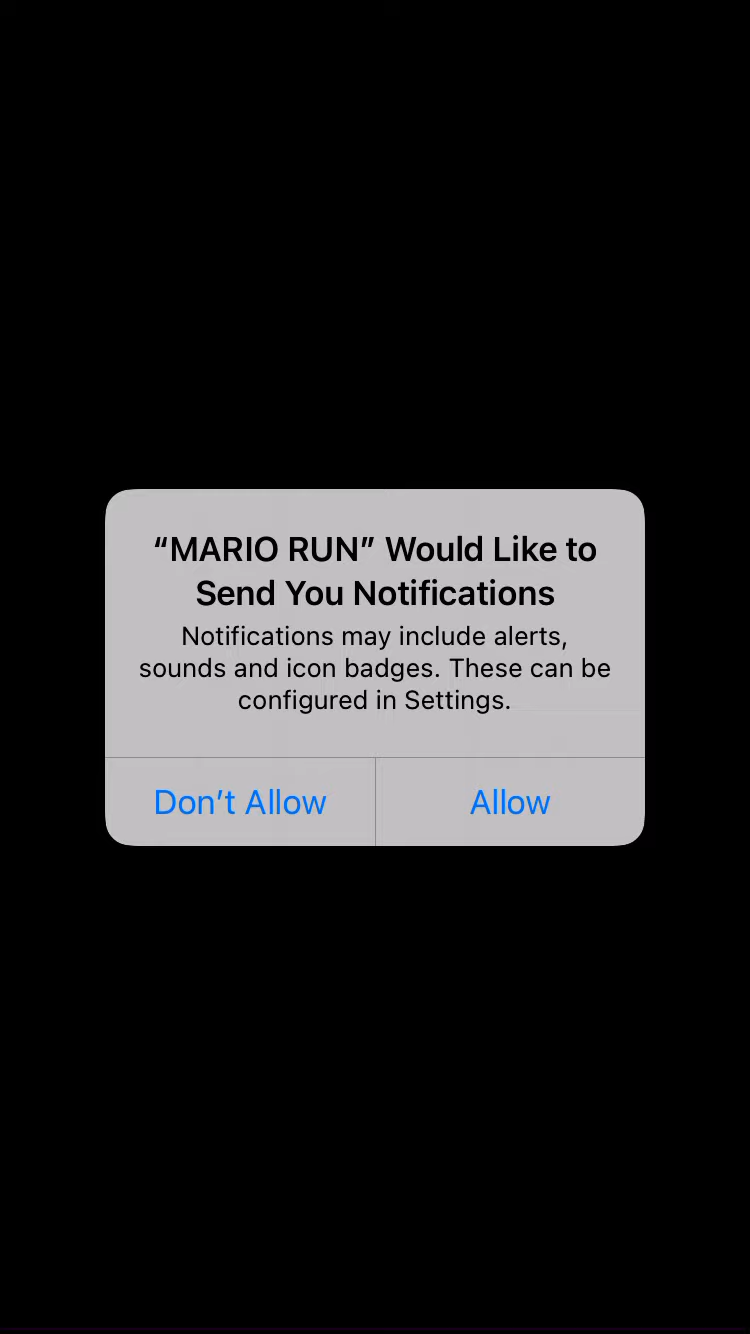 “MARIO RUN” Would Like to
Send You Notifications
Notifications may include alerts,
sounds and icon badges. These can be
configured in Settings.
Don’t Allow
Allow